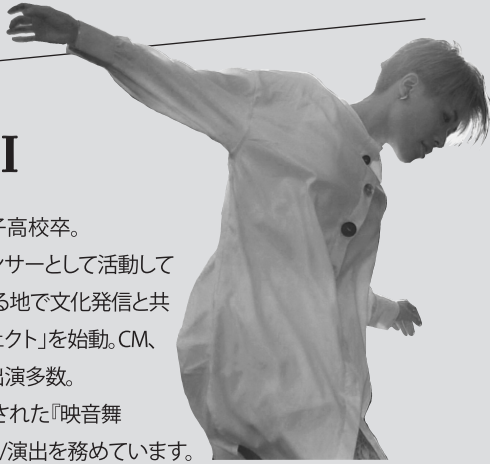 I
子高校卒。
ンサーとして活動して
る地で文化発信と共
ェクト」を始動。CM、
出演多数。
された『映音舞
/演出を務めています。